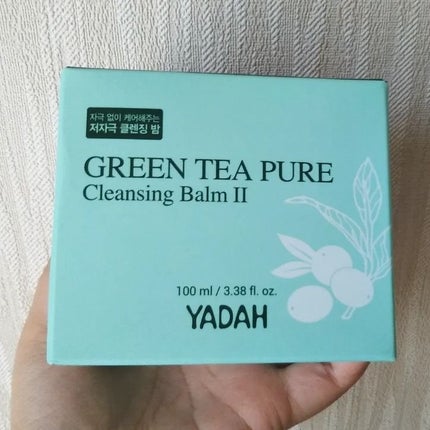 자극 없이 케어해주는
저자극 클렌징 밤
GREEN TEA PURE
Cleansing Balm II
100 ml / 3.38 fl. oz.
YADAH